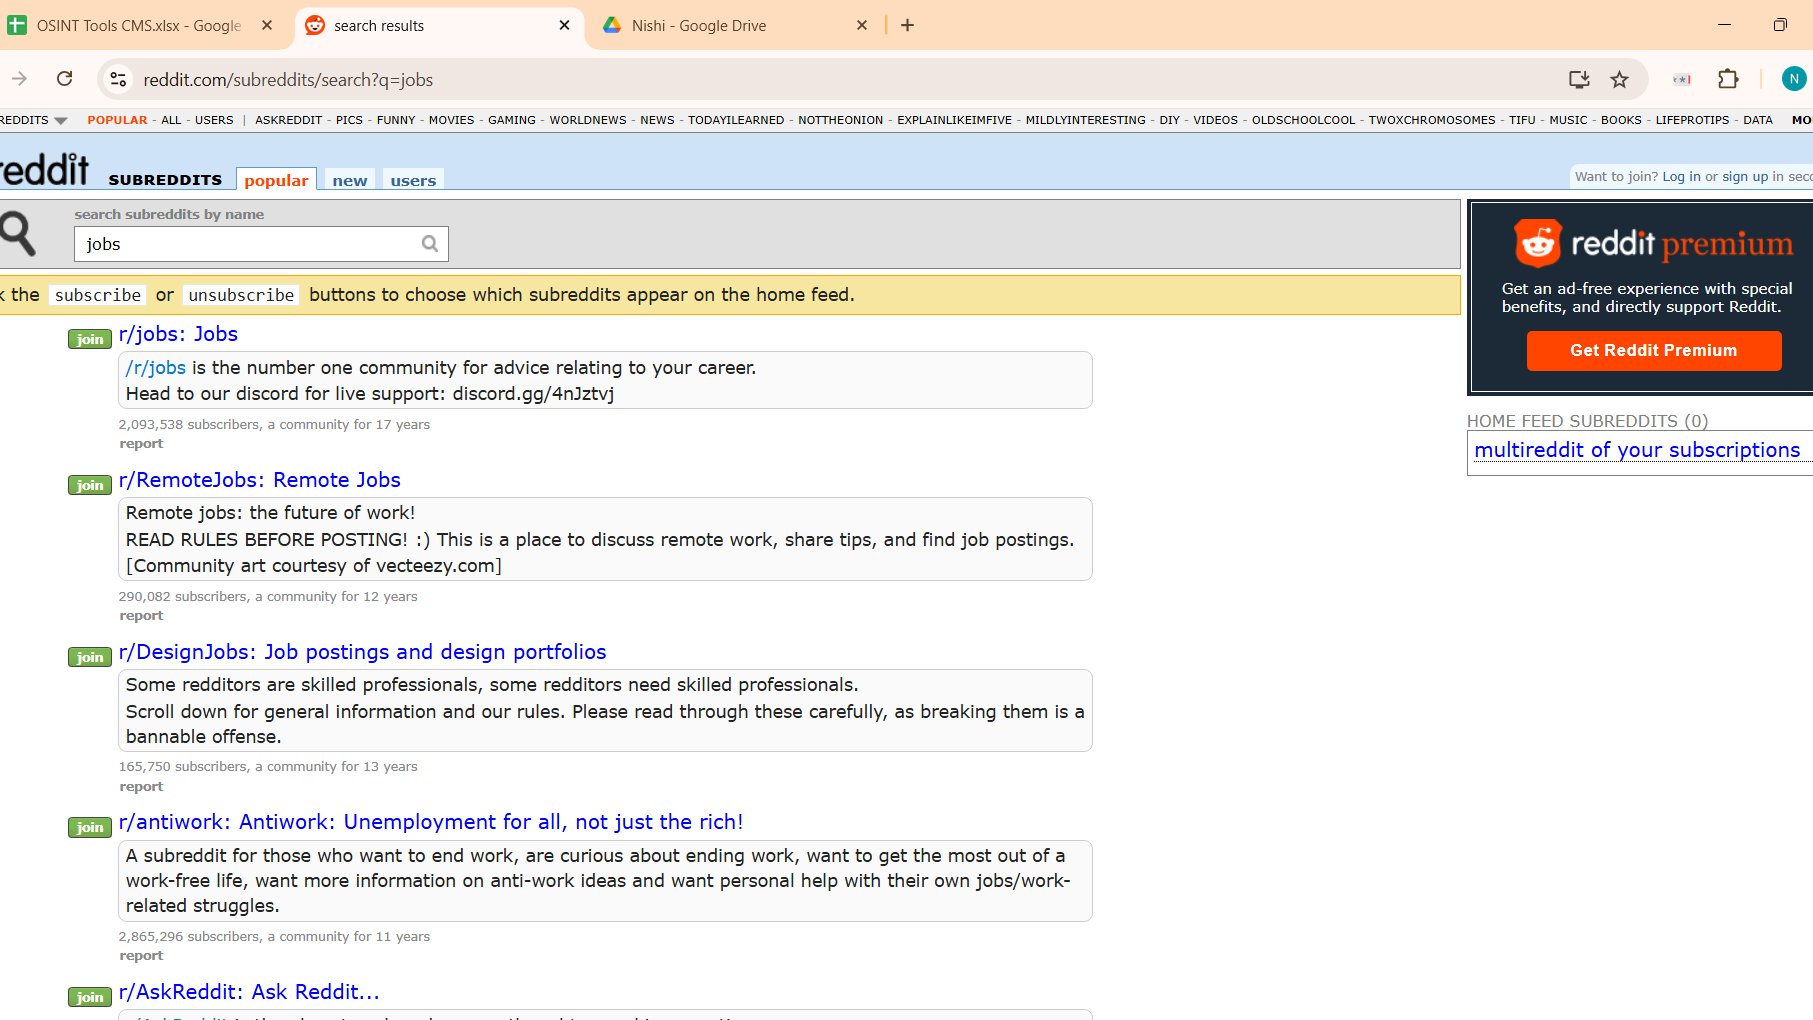 OSINT Tools CMS.xlsx - Google
search results
Nishi - Google Drive
reddit.com/subreddits/search?q=jobs
N
REDDITS POPULAR - ALL - USERS | ASKREDDIT - PICS - FUNNY - MOVIES - GAMING - WORLDNEWS - NEWS - TODAYILEARNED - NOTTHEONION - EXPLAINLIKEIMFIVE - MILDLYINTERESTING - DIY - VIDEOS - OLDSCHOOLCOOL - TWOXCHROMOSOMES - TIFU - MUSIC - BOOKS - LIFEPROTIPS - DATA MO
reddit SUBREDDITS popular new users
Want to join? Log in or sign up in seco
search subreddits by name
jobs
k the subscribe or unsubscribe buttons to choose which subreddits appear on the home feed.
join r/jobs: Jobs
/r/jobs is the number one community for advice relating to your career.
Head to our discord for live support: discord.gg/4nJztvj
2,093,538 subscribers, a community for 17 years
report
join r/RemoteJobs: Remote Jobs
Remote jobs: the future of work!
READ RULES BEFORE POSTING! :) This is a place to discuss remote work, share tips, and find job postings.
[Community art courtesy of vecteezy.com]
290,082 subscribers, a community for 12 years
report
join r/DesignJobs: Job postings and design portfolios
Some redditors are skilled professionals, some redditors need skilled professionals.
Scroll down for general information and our rules. Please read through these carefully, as breaking them is a
bannable offense.
165,750 subscribers, a community for 13 years
report
join r/antiwork: Antiwork: Unemployment for all, not just the rich!
A subreddit for those who want to end work, are curious about ending work, want to get the most out of a
work-free life, want more information on anti-work ideas and want personal help with their own jobs/work-
related struggles.
2,865,296 subscribers, a community for 11 years
report
join r/AskReddit: Ask Reddit...
reddit premium
Get an ad-free experience with special
benefits, and directly support Reddit.
Get Reddit Premium
HOME FEED SUBREDDITS (0)
multireddit of your subscriptions